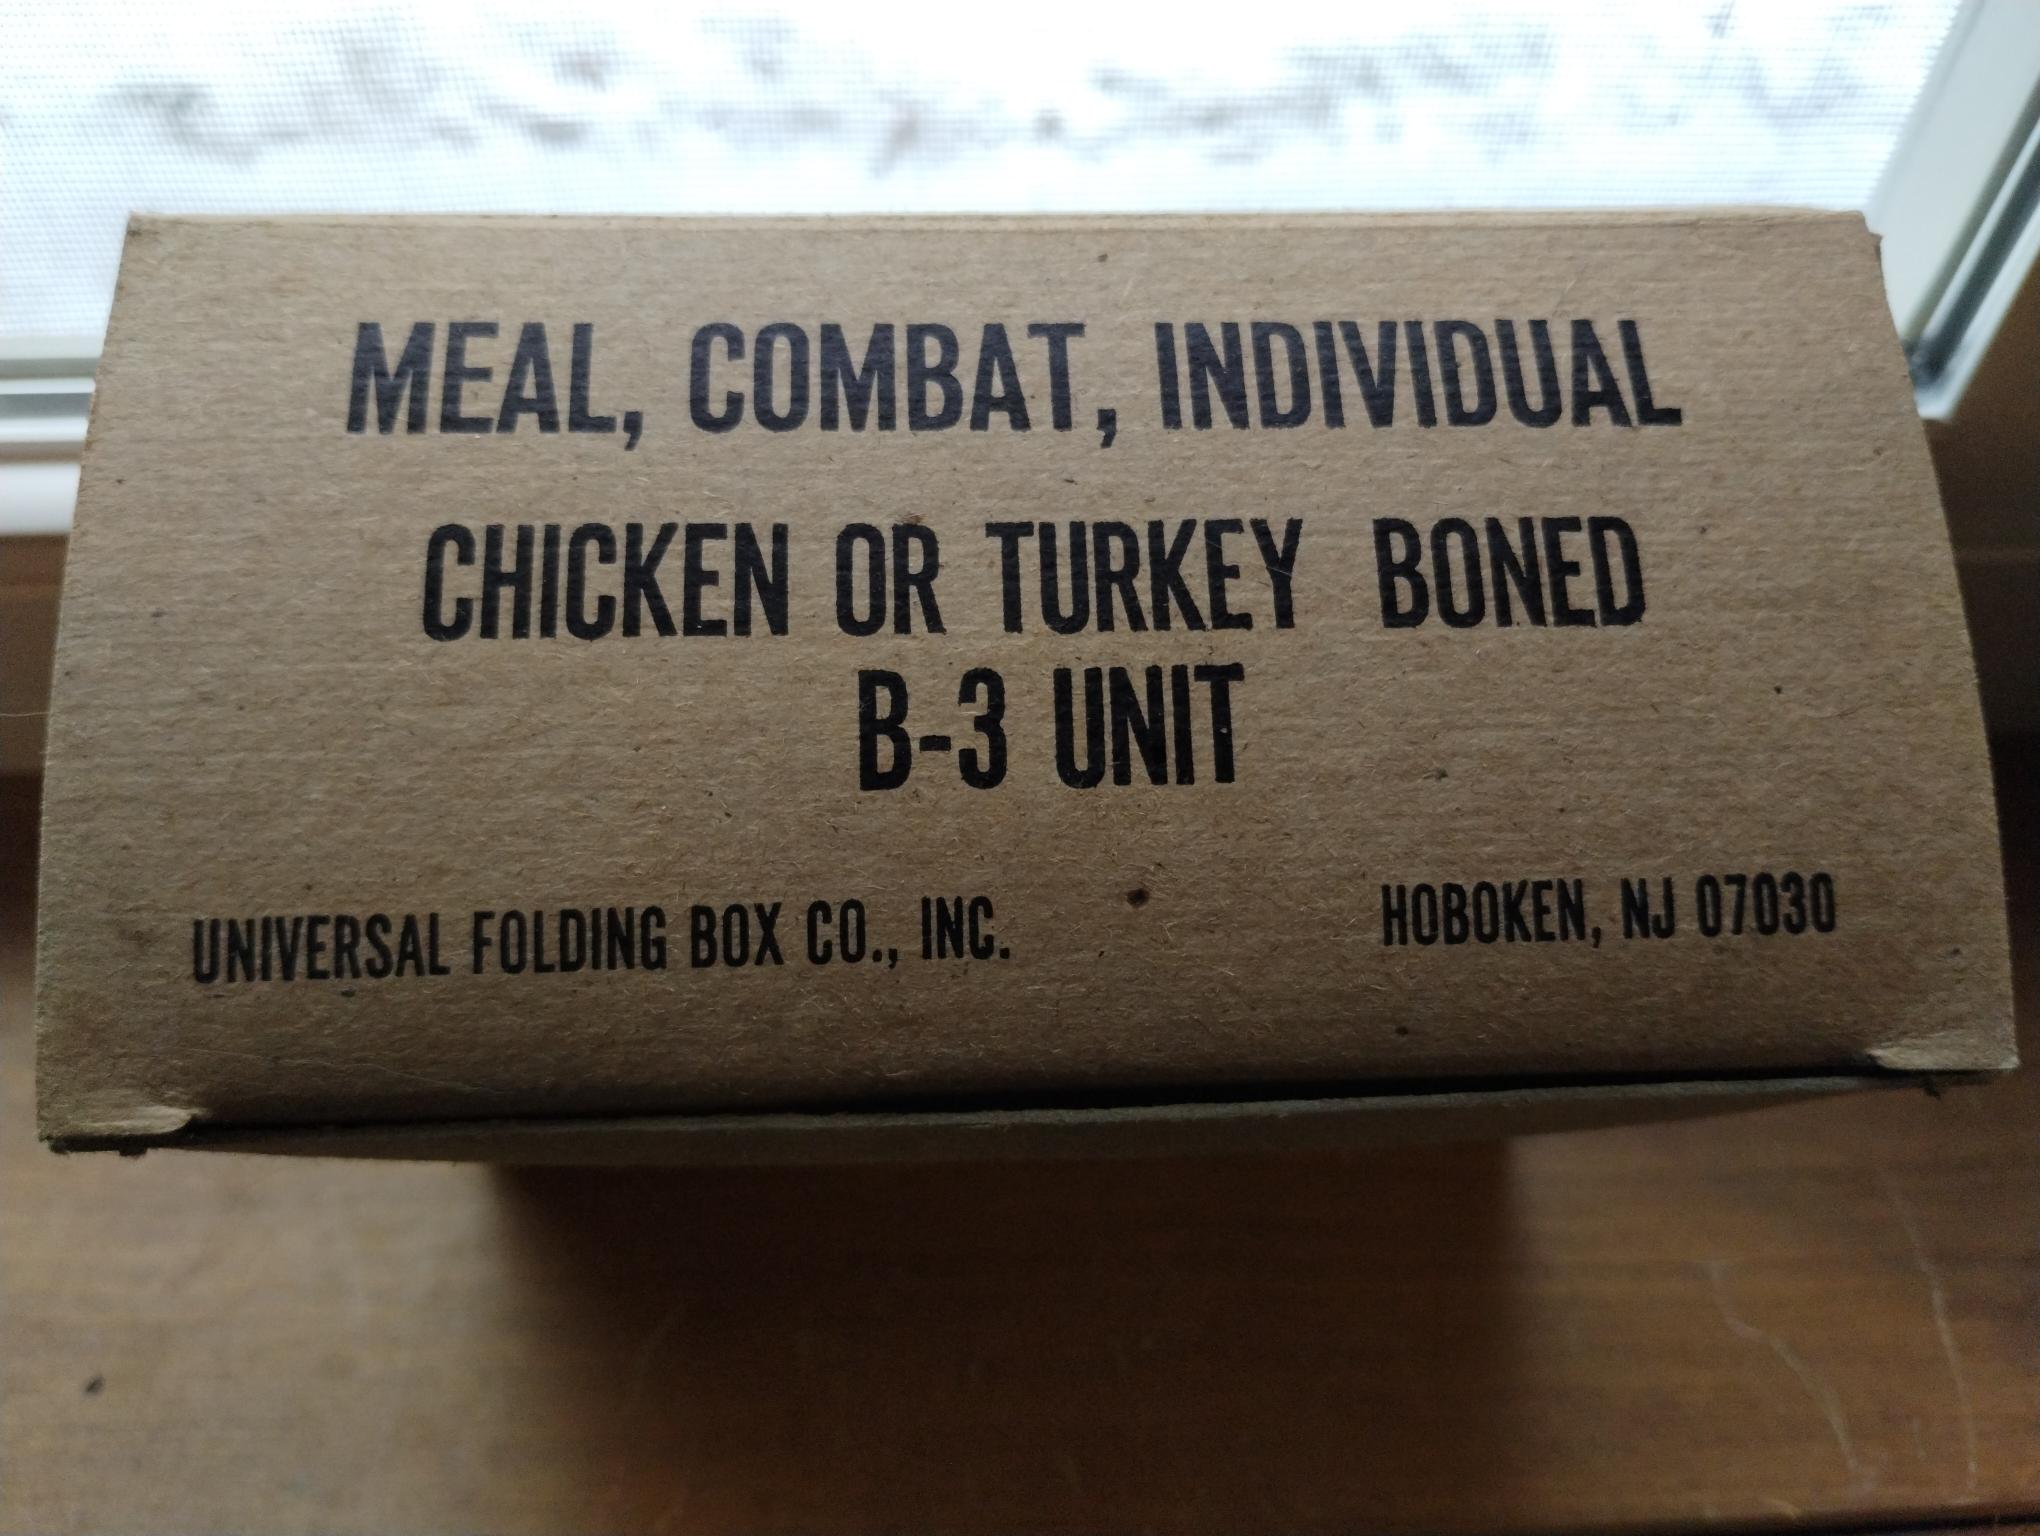 MEAL, COMBAT, INDIVIDUAL
CHICKEN OR TURKEY BONED
B-3 UNIT
UNIVERSAL FOLDING BOX CO., INC. HOBOKEN, NJ 07030